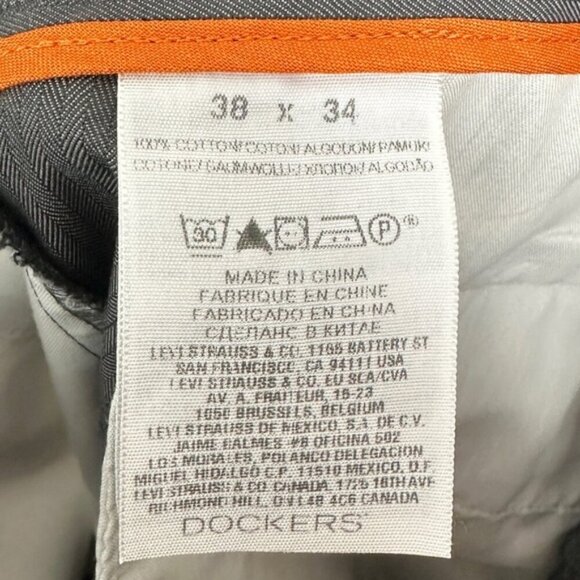 38 x 34
100% COTTON/COTON/ALGODON/PAMUK/
COTONE/BAUMWOLLE/ХЛОПОК/ALGODÃO
30 P ®
MADE IN CHINA
FABRIQUE EN CHINE
FABRICADO EN CHINA
СДЕЛАНО В КИТАЕ
LEVI STRAUSS & CO. 1155 BATTERY ST
SAN FRANCISCO, CA 94111 USA
LEVI STRAUSS & CO. EU SCA/CVA
AV. A. FRAITEUR, 15-23
1050 BRUSSELS, BELGIUM
LEVI STRAUSS DE MEXICO, S.A. DE C.V.
JAIME BALMES, #8 OFICINA 502
LOS MORALES, POLANCO DELEGACION
MIGUEL HIDALGO C.P. 11510 MEXICO, D.F.
LEVI STRAUSS & CO. CANADA, 1725 16TH AVE
RICHMOND HILL, ON L4B 4C6 CANADA
DOCKERS®